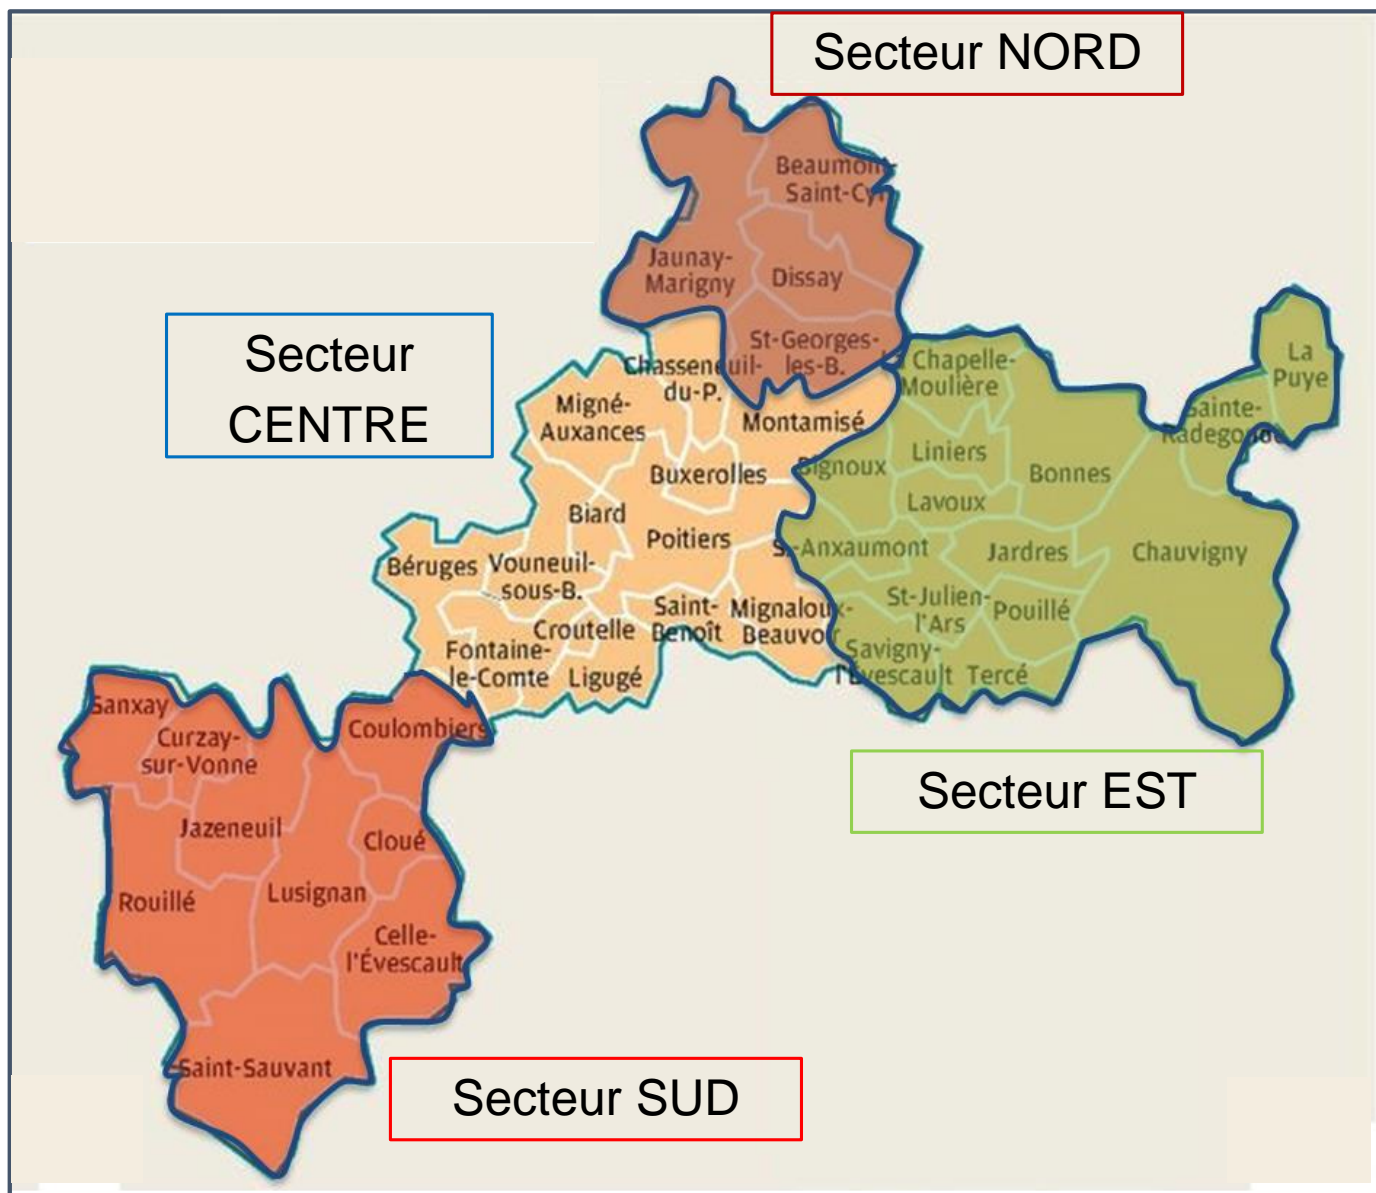 Secteur NORD
Beaumont-
Saint-Cyr
Jaunay-
Marigny
Dissay
St-Georges-
les-B.
Secteur
CENTRE
Chasseneuil-
du-P.
Migné-
Auxances
Montamisé
Buxerolles
Biard
Poitiers
Béruges
Vouneuil-
sous-B.
Croutelle
Saint-
Benoît
Mignaloux-
Beauvoir
Fontaine-
le-Comte
Ligugé
La Chapelle-
Moulière
La
Puye
Sainte-
Radegonde
Bignoux
Liniers
Bonnes
Lavoux
S.-Anxaumont
Jardres
Chauvigny
St-Julien-
l'Ars
Pouillé
Savigny-
l'Évescault
Tercé
Secteur EST
Sanxay
Curzay-
sur-Vonne
Coulombiers
Jazeneuil
Cloué
Rouillé
Lusignan
Celle-
l'Évescault
Saint-Sauvant
Secteur SUD